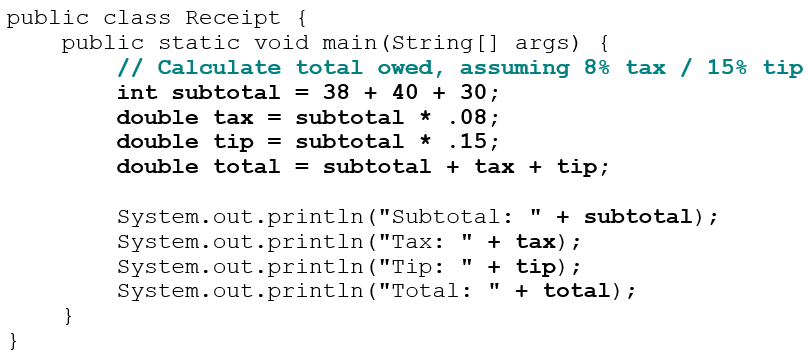 public class Receipt {
    public static void main(String[] args) {
        // Calculate total owed, assuming 8% tax / 15% tip
        int subtotal = 38 + 40 + 30;
        double tax = subtotal * .08;
        double tip = subtotal * .15;
        double total = subtotal + tax + tip;

        System.out.println("Subtotal: " + subtotal);
        System.out.println("Tax: " + tax);
        System.out.println("Tip: " + tip);
        System.out.println("Total: " + total);
    }
}